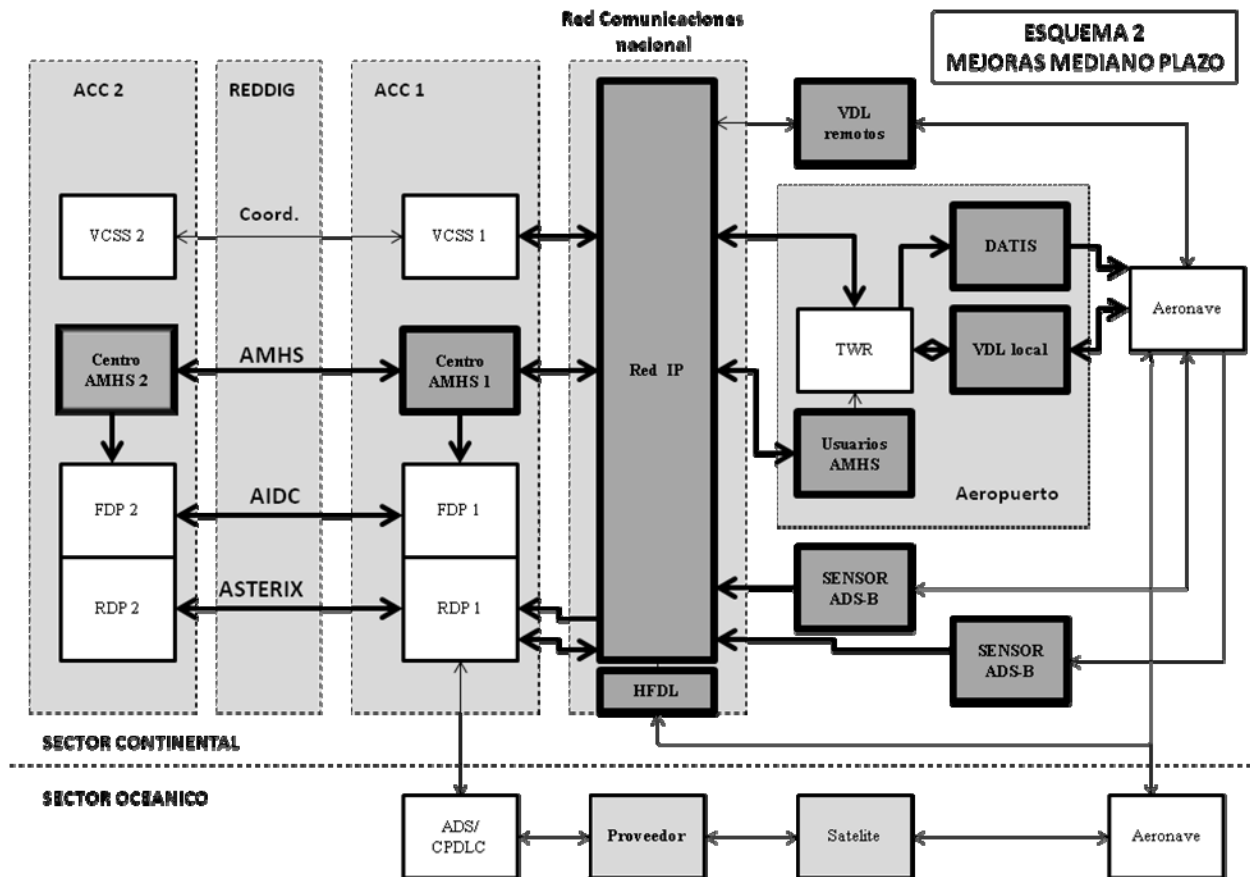 Red Comunicaciones
nacional
ESQUEMA 2
MEJORAS MEDIANO PLAZO
ACC 2
REDDIG
ACC 1
VDL
remotos
VCSS 2
Coord.
VCSS 1
DATIS
Aeronave
Centro
AMHS 2
AMHS
Centro
AMHS 1
Red IP
TWR
VDL local
Usuarios
AMHS
Aeropuerto
FDP 2
AIDC
FDP 1
RDP 2
ASTERIX
RDP 1
SENSOR
ADS-B
SENSOR
ADS-B
HFDL
SECTOR CONTINENTAL
SECTOR OCEANICO
ADS/
CPDLC
Proveedor
Satelite
Aeronave